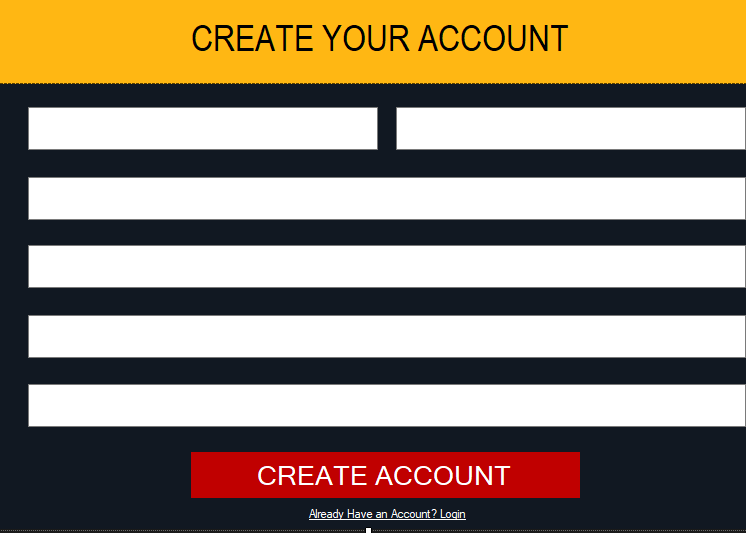 CREATE YOUR ACCOUNT
CREATE ACCOUNT
Already Have an Account? Login